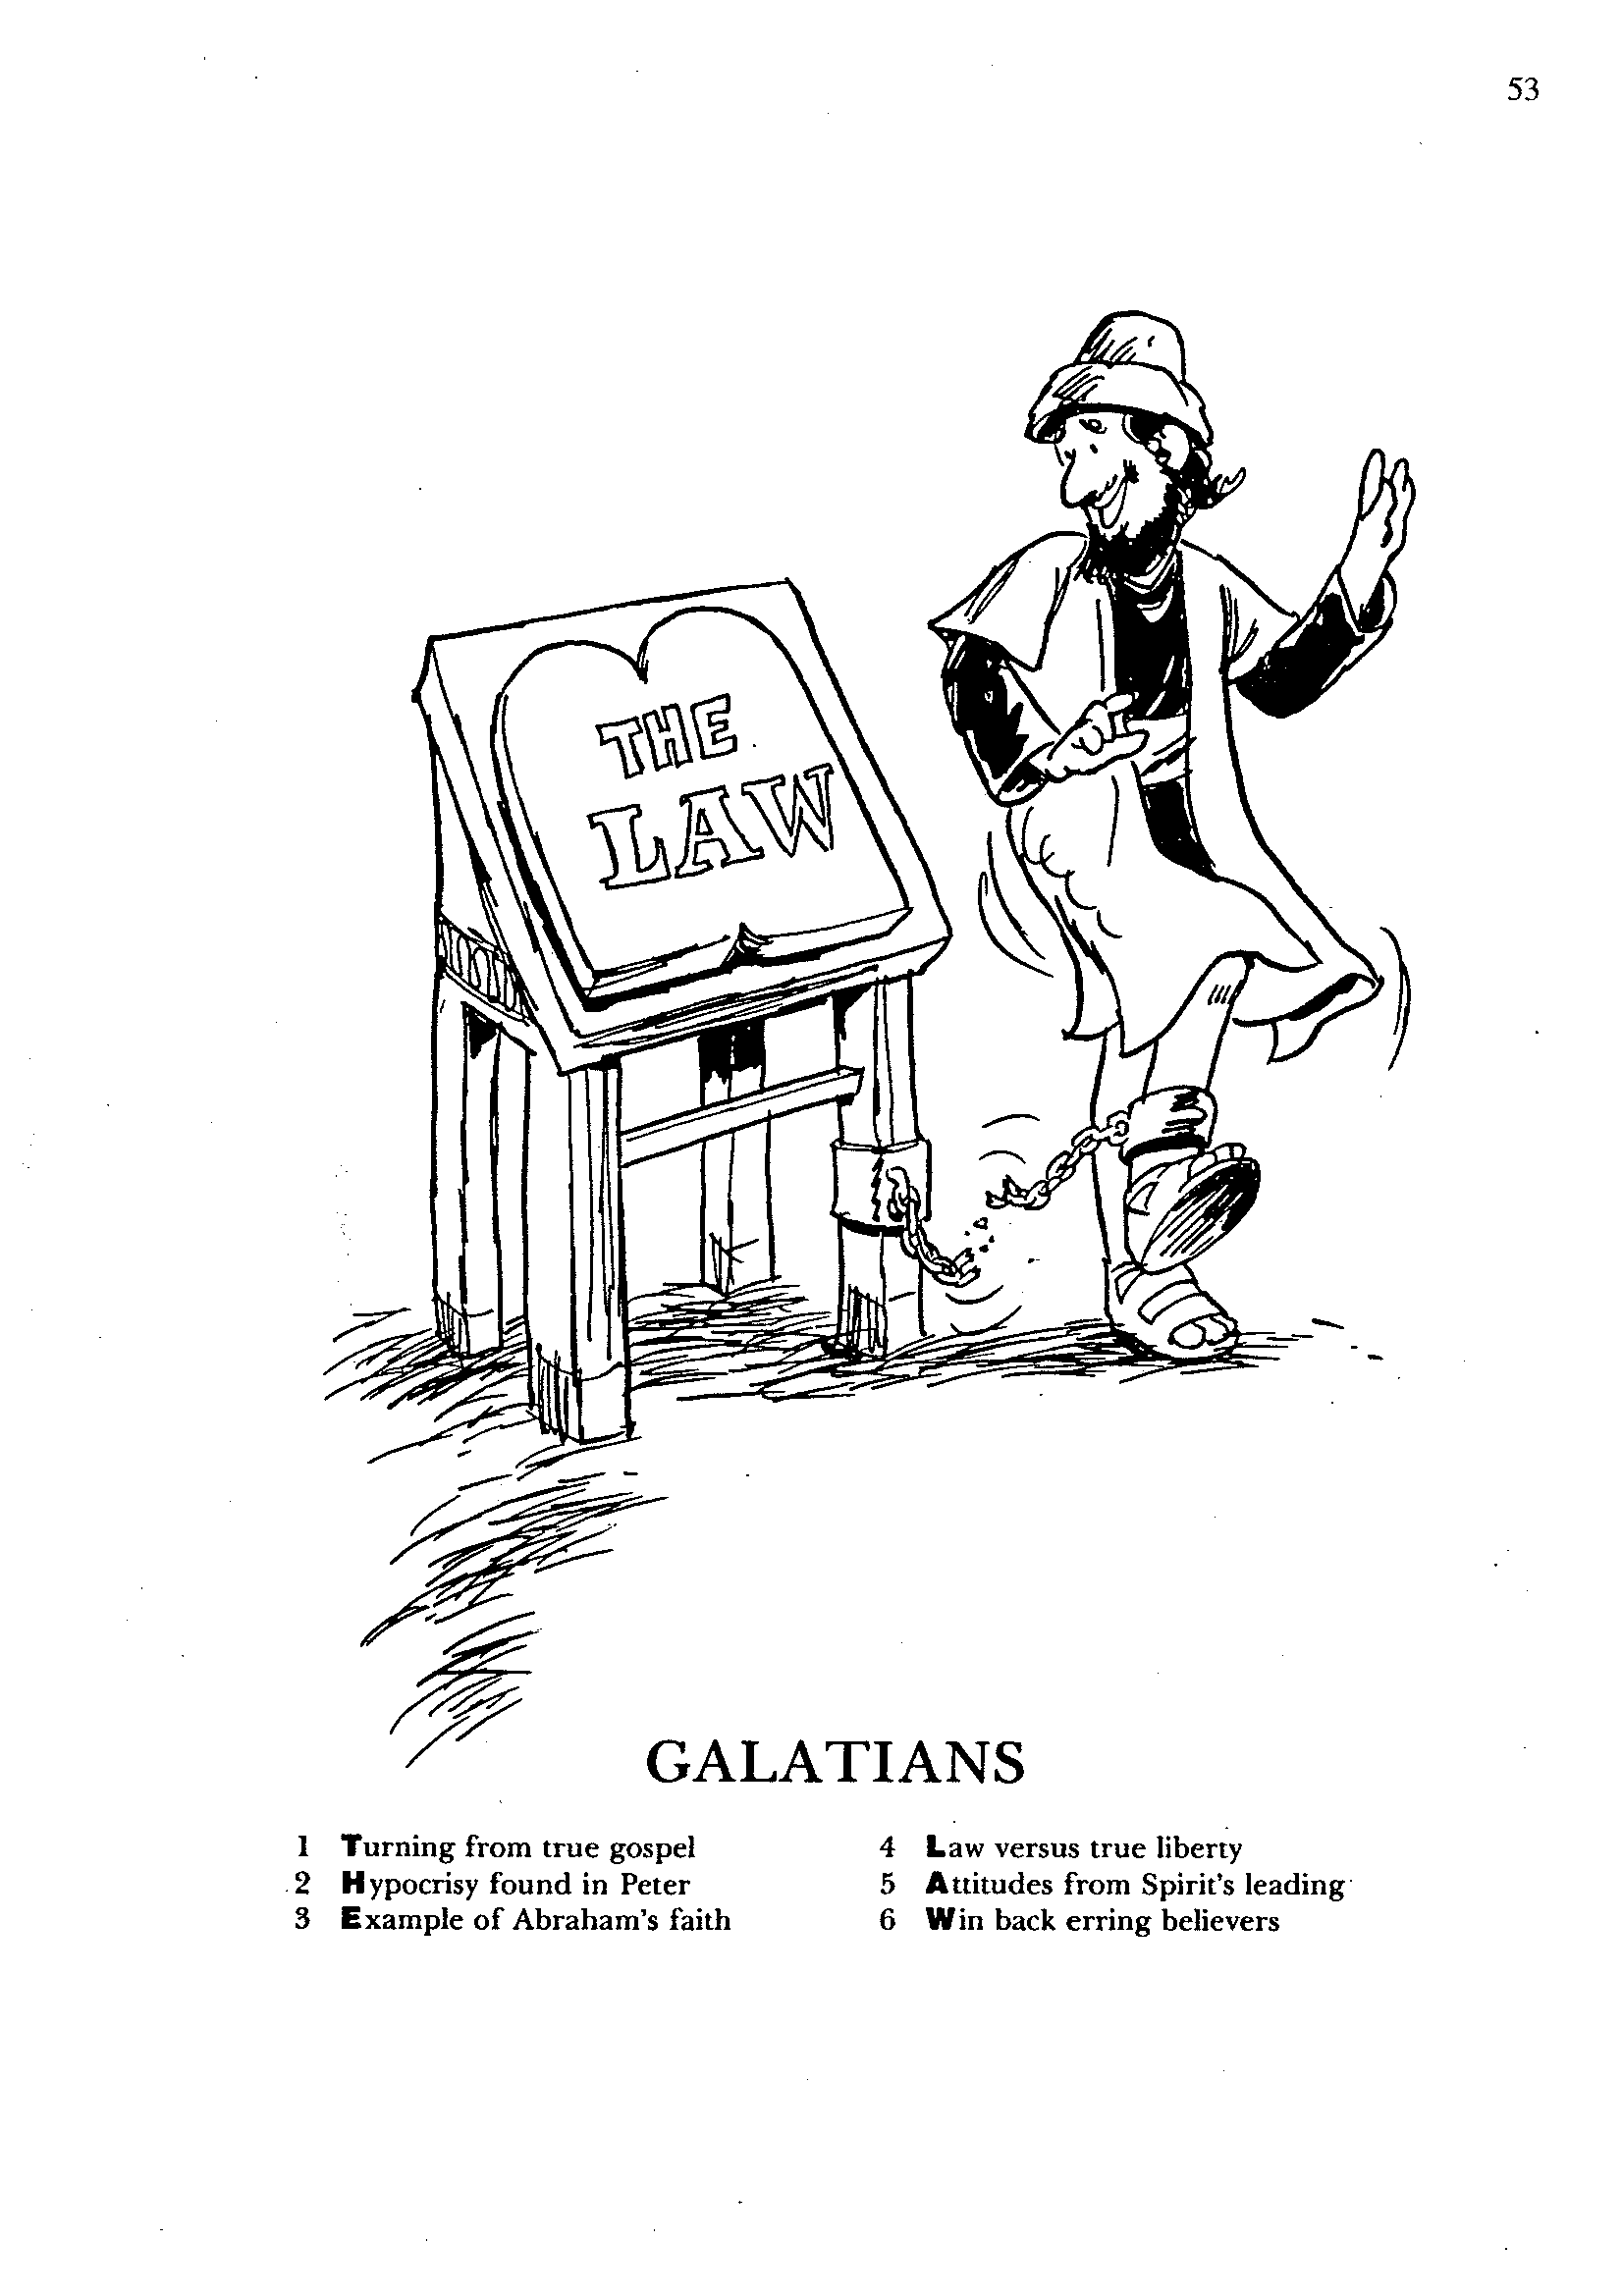 53
THE
LAW
GALATIANS
1 Turning from true gospel
2 Hypocrisy found in Peter
3 Example of Abraham's faith
4 Law versus true liberty
5 Attitudes from Spirit's leading
6 Win back erring believers